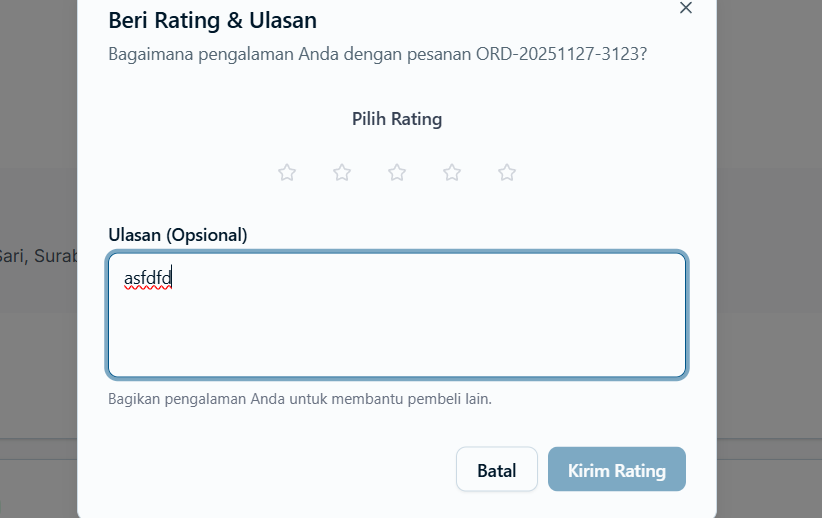 Beri Rating & Ulasan
Bagaimana pengalaman Anda dengan pesanan ORD-20251127-3123?
Pilih Rating
Ulasan (Opsional)
Sari, Surab
asfdfd
Bagikan pengalaman Anda untuk membantu pembeli lain.
Batal
Kirim Rating